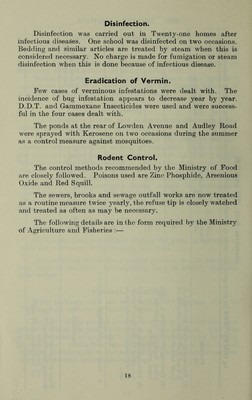 Disinfection.
Disinfection was carried out in Twenty-one homes after
infectious diseases. One school was disinfected on two occasions.
Bedding and similar articles are treated by steam when this is
considered necessary. No charge is made for fumigation or steam
disinfection when this is done because of infectious disease.
Eradication of Vermin.
Few cases of verminous infestations were dealt with. The
incidence of bug infestation appears to decrease year by year.
D.D.T. and Gammexane Insecticides were used and were success-
ful in the four cases dealt with.
The ponds at the rear of Lowden Avenue and Audley Road
were sprayed with Kerosene on two occasions during the summer
as a control measure against mosquitoes.
Rodent Control.
The control methods recommended by the Ministry of Food
are closely followed. Poisons used are Zinc Phosphide, Arsenious
Oxide and Red Squill.
The sewers, brooks and sewage outfall works are now treated
as a routine measure twice yearly, the refuse tip is closely watched
and treated as often as may be necessary.
The following details are in the form required by the Ministry
of Agriculture and Fisheries :—
18